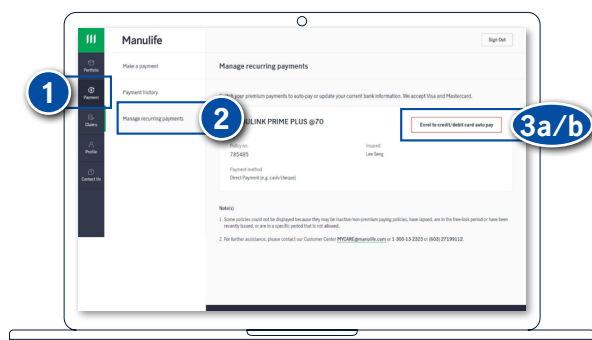 Manulife
Sign Out
Portfolio
Payment
Claims
Profile
Contact Us
Make a payment
Payment history
Manage recurring payments
1
2
3a/b
Manage recurring payments
your premium payments to auto-pay or update your current bank information. We accept Visa and Mastercard.
ULINK PRIME PLUS @70
Enrol to credit/debit card auto pay
Policy no.
785485
Insured
Lee Seng
Payment method
Direct Payment (e.g. cash/cheque)
Note(s)
1. Some policies could not be displayed because they may be inactive non-premium paying policies, have lapsed, are in the free-look period or have been
recently issued, or are in a specific period that is not allowed.
2. For further assistance, please contact our Customer Center MYCARE@manulife.com or 1-300-13-2323 or (603) 27199112.